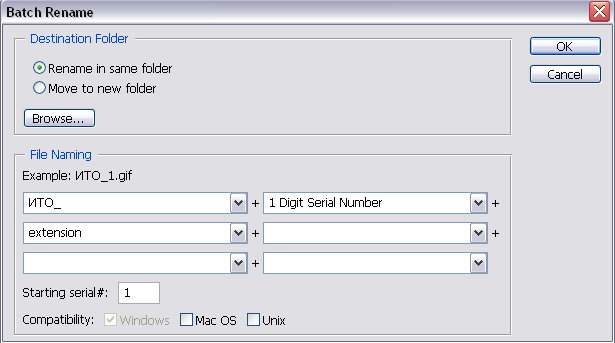 Batch Rename
Destination Folder
OK
Rename in same folder
Cancel
Move to new folder
Browse...
File Naming
Example: ИТО_1.gif
ИТО_ + 1 Digit Serial Number +
extension + +
+
Starting serial#: 1
Compatibility: Windows Mac OS Unix